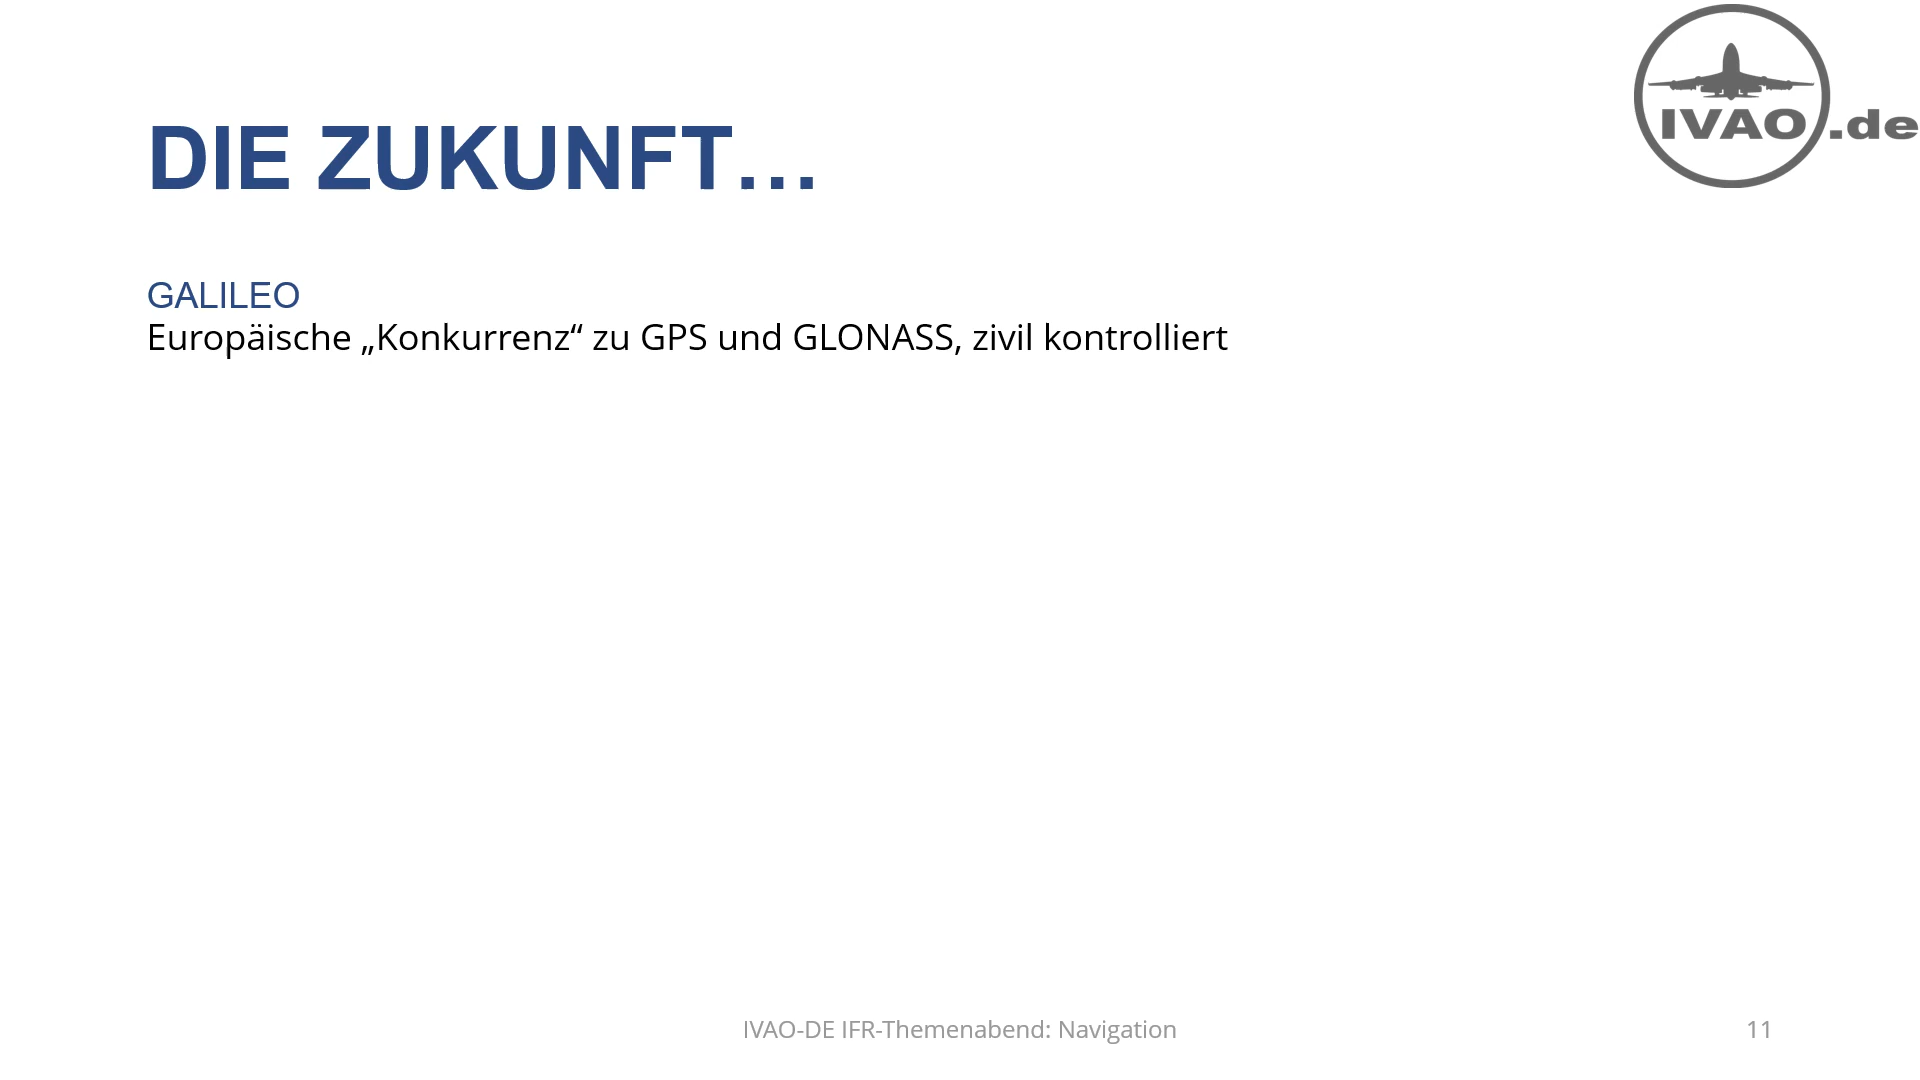 IVAO.de
DIE ZUKUNFT…
GALILEO
Europäische „Konkurrenz“ zu GPS und GLONASS, zivil kontrolliert
IVAO-DE IFR-Themenabend: Navigation
11